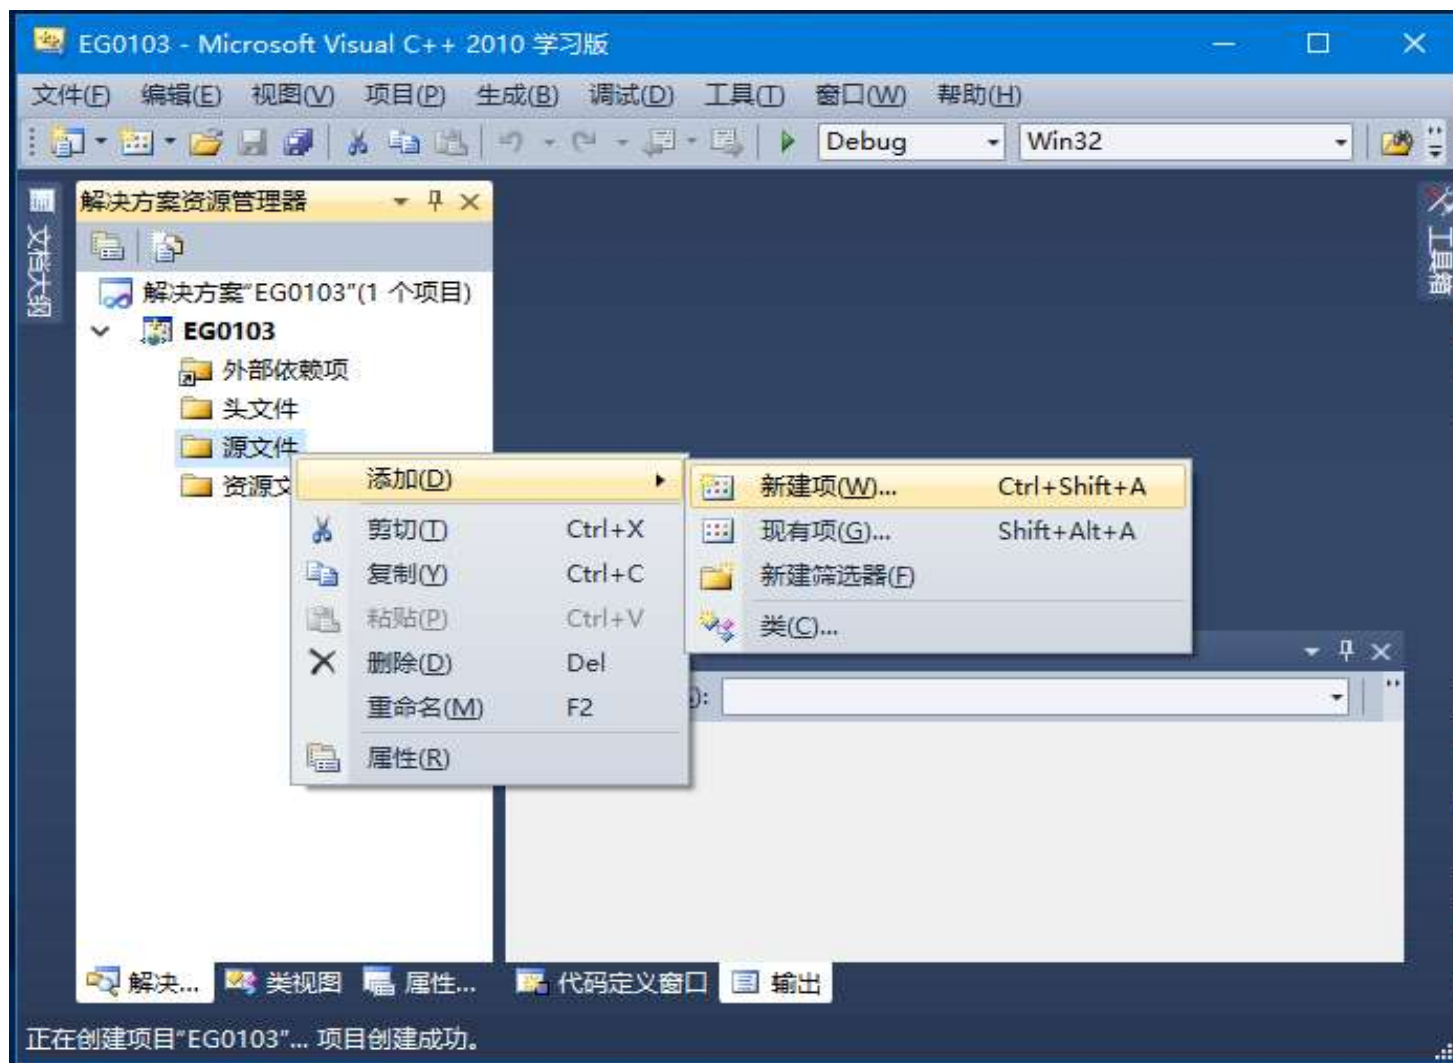 EG0103 - Microsoft Visual C++ 2010 学习版
文件(F) 编辑(E) 视图(V) 项目(P) 生成(B) 调试(D) 工具(T) 窗口(W) 帮助(H)
Debug Win32
文档大纲
解决方案资源管理器
工具箱
解决方案"EG0103"(1 个项目)
EG0103
外部依赖项
头文件
源文件
资源文
添加(D)
剪切(T) Ctrl+X
复制(Y) Ctrl+C
粘贴(P) Ctrl+V
删除(D) Del
重命名(M) F2
属性(R)
新建项(W)... Ctrl+Shift+A
现有项(G)... Shift+Alt+A
新建筛选器(F)
类(C)...
):
解决... 类视图 属性... 代码定义窗口 输出
正在创建项目"EG0103"... 项目创建成功。